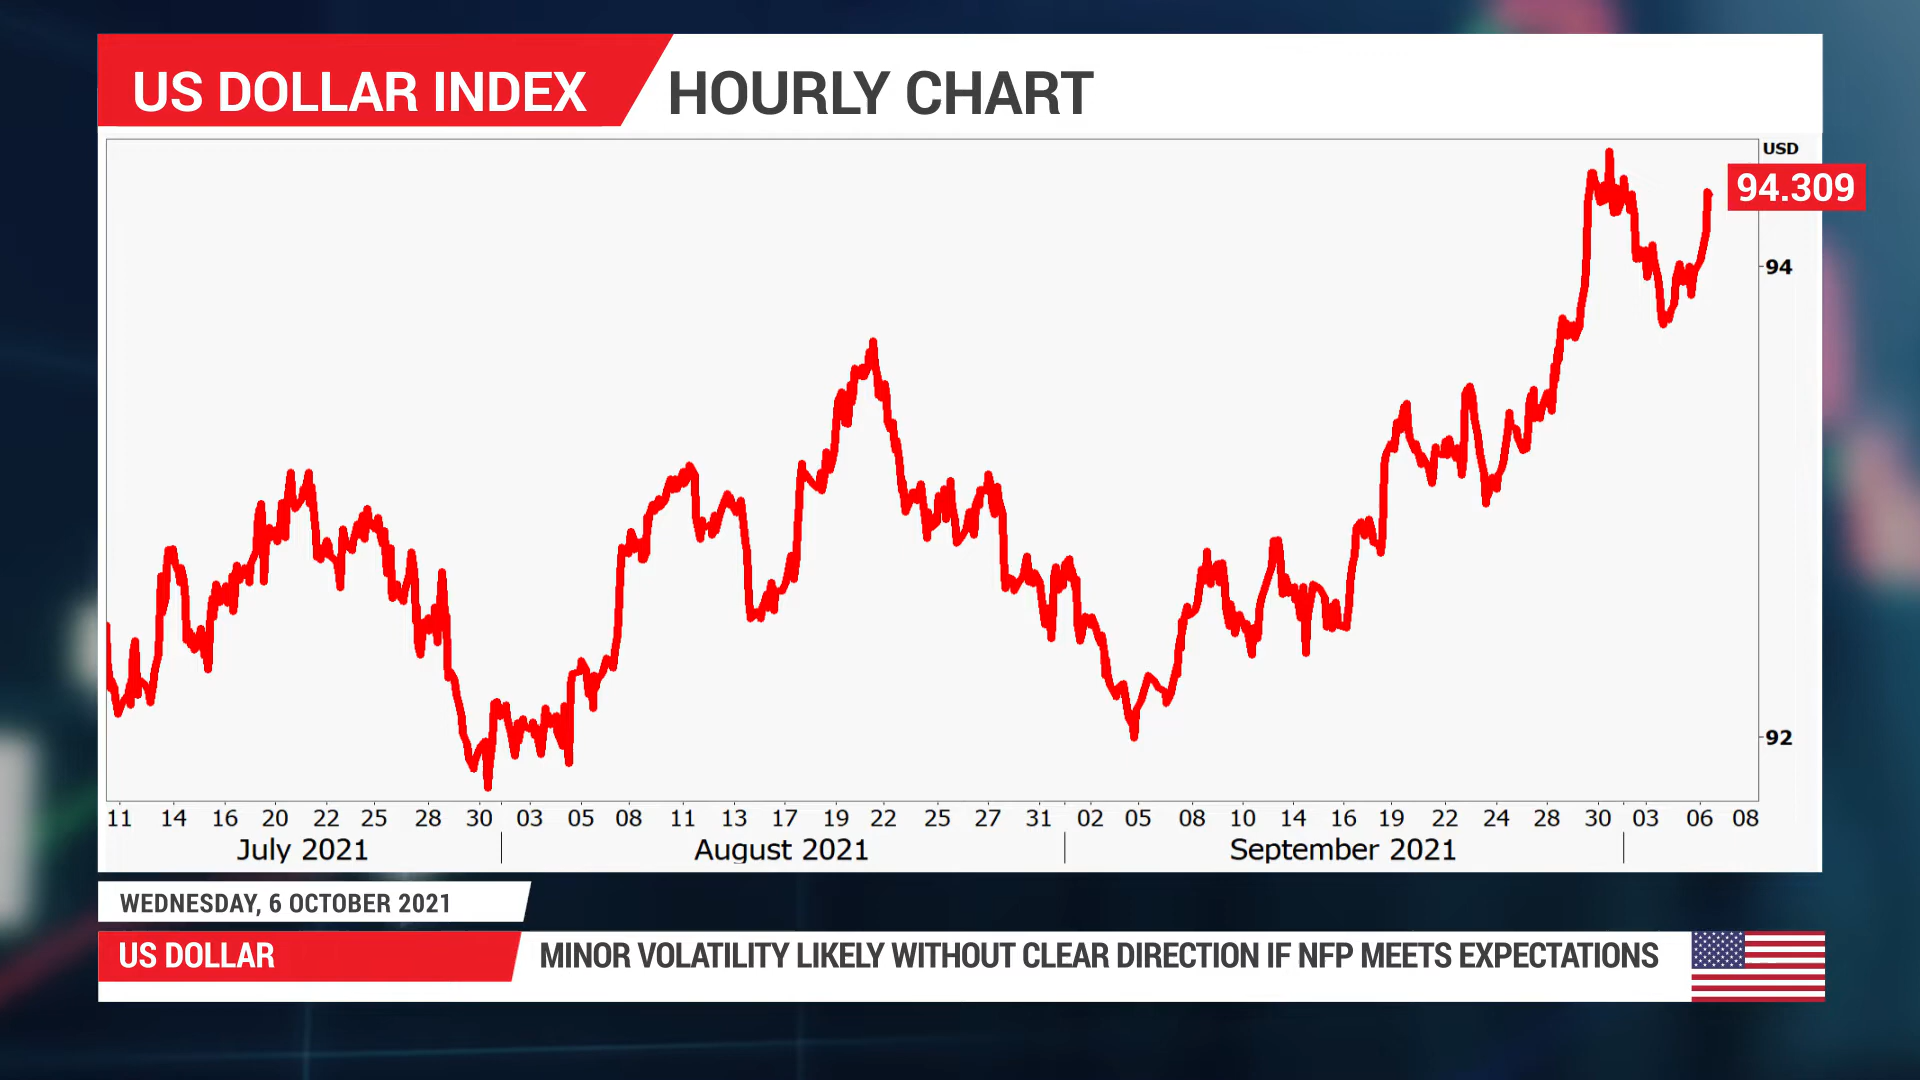 US DOLLAR INDEX HOURLY CHART
USD
94.309
94
92
11 14 16 20 22 25 28 30 03 05 08 11 13 17 19 22 25 27 31 02 05 08 10 14 16 19 22 24 28 30 03 06 08
July 2021 August 2021 September 2021
WEDNESDAY, 6 OCTOBER 2021
US DOLLAR MINOR VOLATILITY LIKELY WITHOUT CLEAR DIRECTION IF NFP MEETS EXPECTATIONS